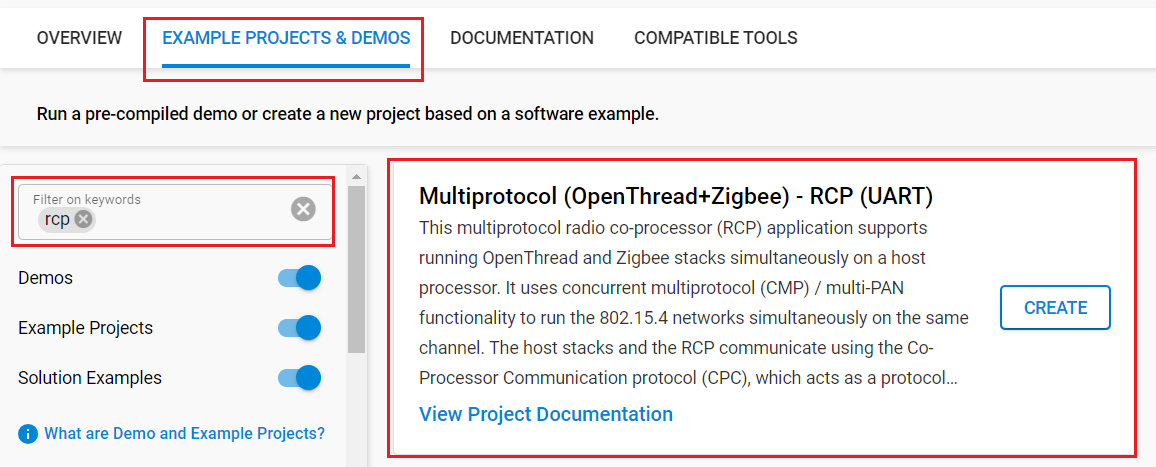 OVERVIEW EXAMPLE PROJECTS & DEMOS DOCUMENTATION COMPATIBLE TOOLS
Run a pre-compiled demo or create a new project based on a software example.
Filter on keywords
rcp
Demos
Example Projects
Solution Examples
What are Demo and Example Projects?
Multiprotocol (OpenThread+Zigbee) - RCP (UART)
This multiprotocol radio co-processor (RCP) application supports
running OpenThread and Zigbee stacks simultaneously on a host
processor. It uses concurrent multiprotocol (CMP) / multi-PAN
functionality to run the 802.15.4 networks simultaneously on the same
channel. The host stacks and the RCP communicate using the Co-
Processor Communication protocol (CPC), which acts as a protocol…
View Project Documentation
CREATE